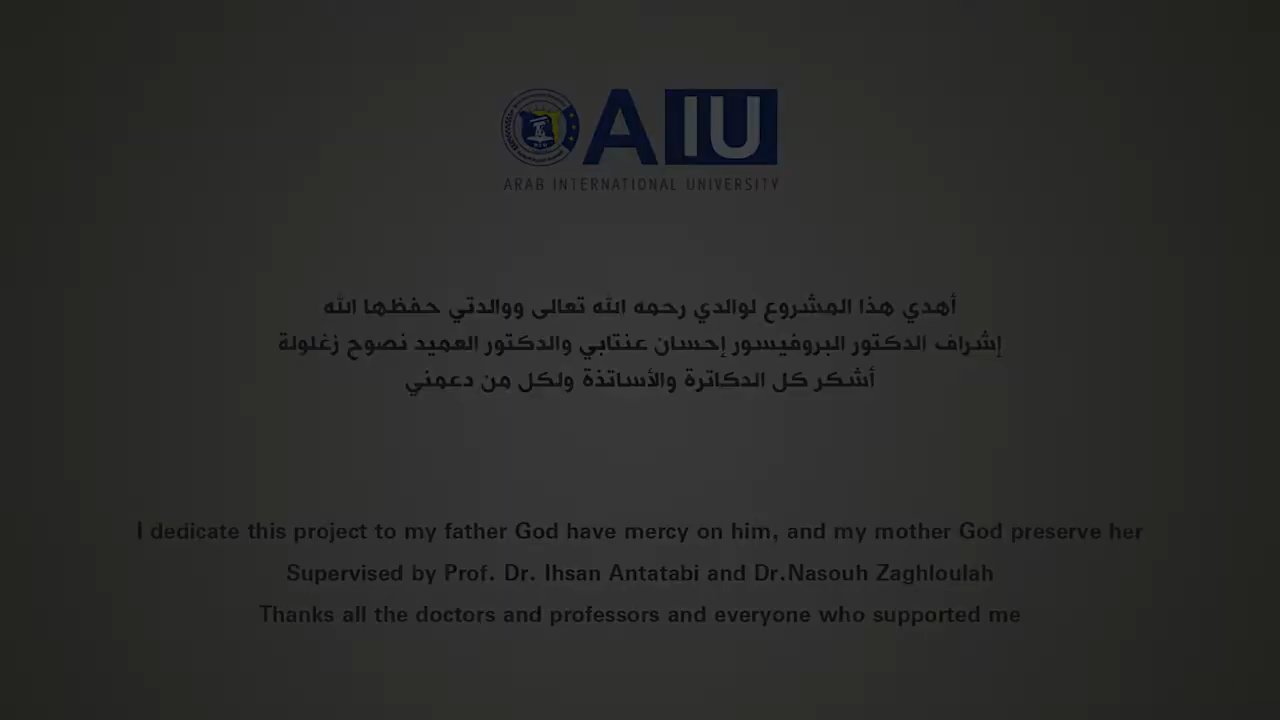 AIU
ARAB INTERNATIONAL UNIVERSITY
أهدي هذا المشروع لوالدي رحمه الله تعالى ووالدتي حفظها الله
إشراف الدكتور البروفيسور إحسان عنتابي والدكتور العميد نصوح زغلولة
أشكر كل الدكاترة والأساتذة ولكل من دعمني
I dedicate this project to my father God have mercy on him, and my mother God preserve her
Supervised by Prof. Dr. Ihsan Antatabi and Dr.Nasouh Zaghloulah
Thanks all the doctors and professors and everyone who supported me